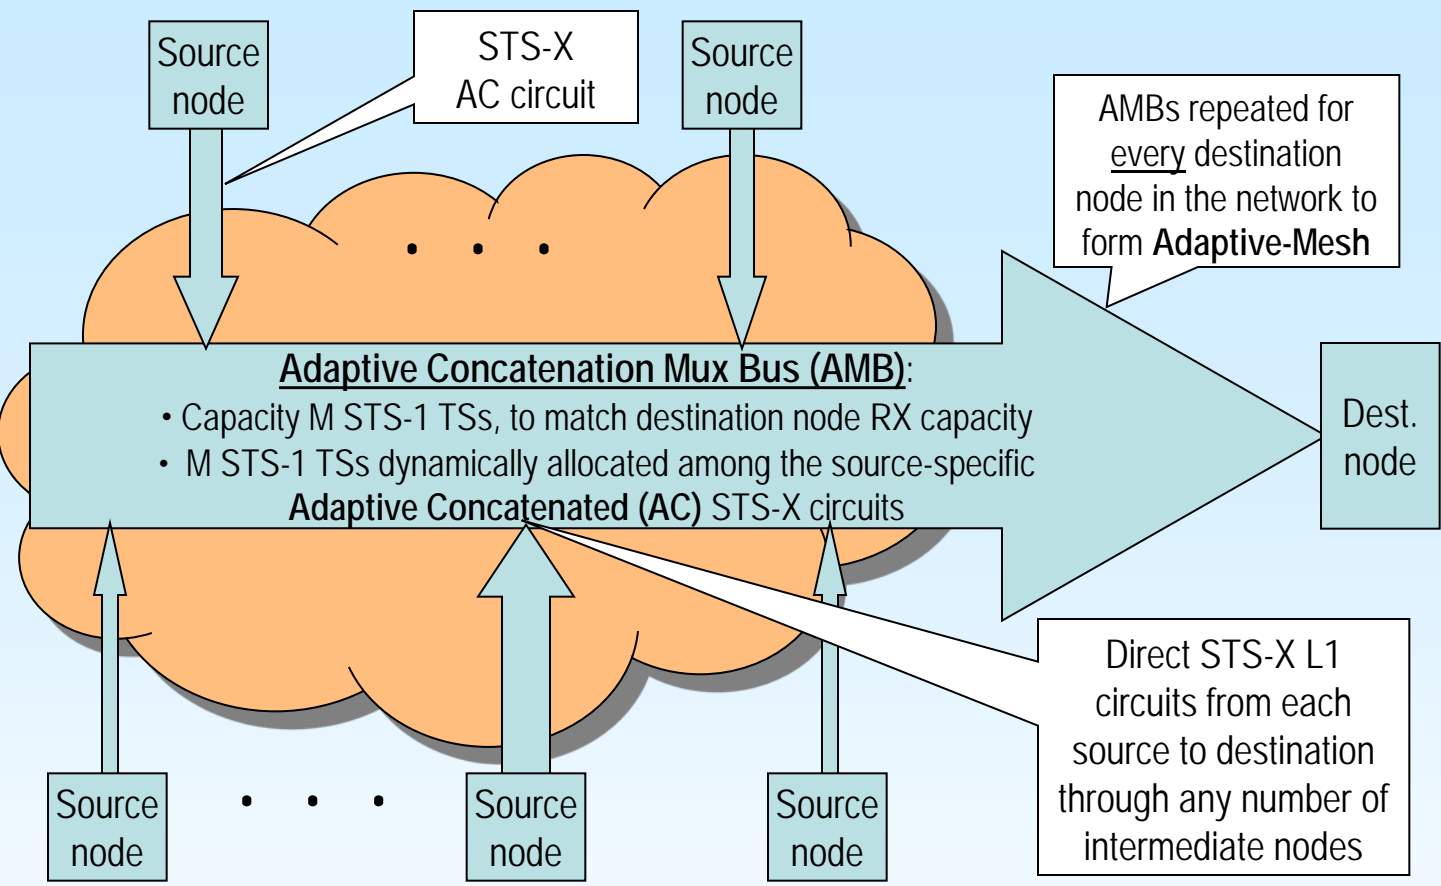 Source
node
STS-X
AC circuit
Source
node
AMBs repeated for
every destination
node in the network to
form Adaptive-Mesh
. . .
Adaptive Concatenation Mux Bus (AMB):
• Capacity M STS-1 TSs, to match destination node RX capacity
• M STS-1 TSs dynamically allocated among the source-specific
Adaptive Concatenated (AC) STS-X circuits
Dest.
node
Direct STS-X L1
circuits from each
source to destination
through any number of
intermediate nodes
Source
node
. . .
Source
node
Source
node